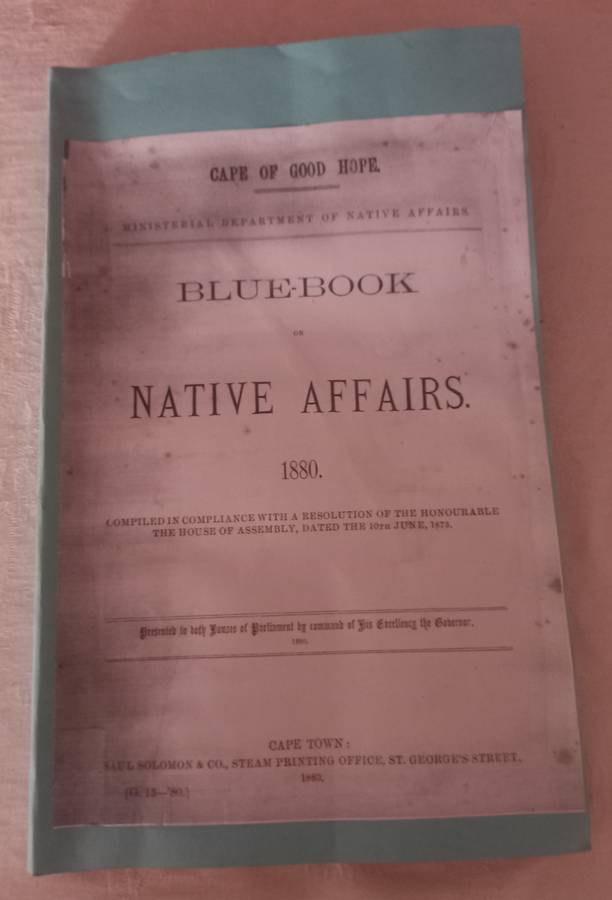 CAPE OF GOOD HOPE.
MINISTERIAL DEPARTMENT OF NATIVE AFFAIRS.
BLUE-BOOK
ON
NATIVE AFFAIRS.
1880.
COMPILED IN COMPLIANCE WITH A RESOLUTION OF THE HONOURABLE
THE HOUSE OF ASSEMBLY, DATED THE 10TH JUNE, 1875.
Presented to both Houses of Parliament by command of His Excellency the Governor.
1880.
CAPE TOWN:
SAUL SOLOMON & CO., STEAM PRINTING OFFICE, ST. GEORGE'S STREET.
1880.
[G. 13—'80.]